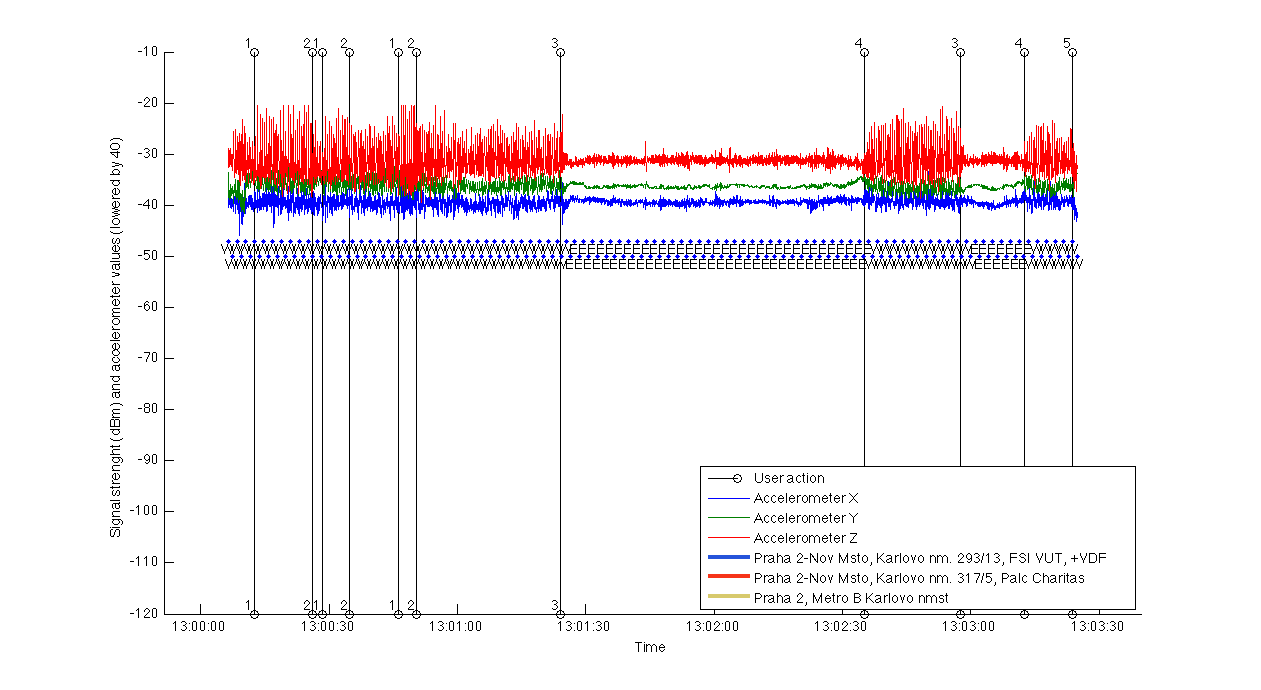 1 2 1 2 1 2 3 4 3 4 5
-10
-20
-30
-40
-50
-60
-70
-80
-90
-100
-110
-120
Signal strenght (dBm) and accelerometer values (lowered by 40)
User action
Accelerometer X
Accelerometer Y
Accelerometer Z
Praha 2-Nov Msto, Karlovo nm. 293/13, FSI VUT, +VDF
Praha 2-Nov Msto, Karlovo nm. 317/5, Palc Charitas
Praha 2, Metro B Karlovo nmst
1 2 1 2 1 2 3
13:00:00 13:00:30 13:01:00 13:01:30 13:02:00 13:02:30 13:03:00 13:03:30
Time